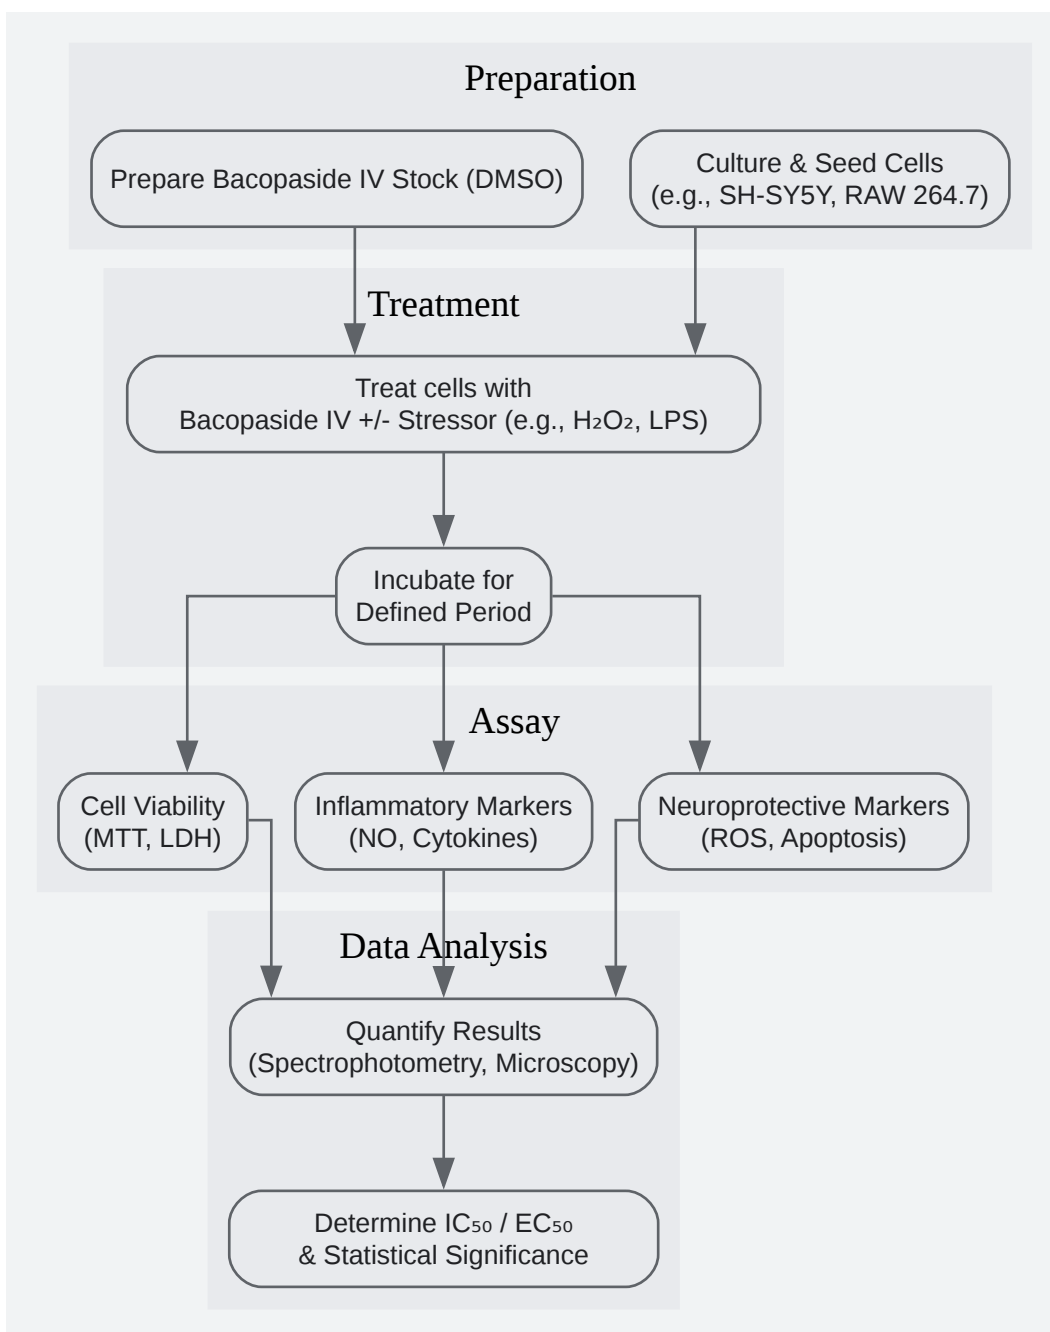 Preparation
Prepare Bacopaside IV Stock (DMSO)
Culture & Seed Cells
(e.g., SH-SY5Y, RAW 264.7)
Treatment
Treat cells with
Bacopaside IV +/- Stressor (e.g., H₂O₂, LPS)
Incubate for
Defined Period
Assay
Cell Viability
(MTT, LDH)
Inflammatory Markers
(NO, Cytokines)
Neuroprotective Markers
(ROS, Apoptosis)
Data Analysis
Quantify Results
(Spectrophotometry, Microscopy)
Determine IC₅₀ / EC₅₀
& Statistical Significance